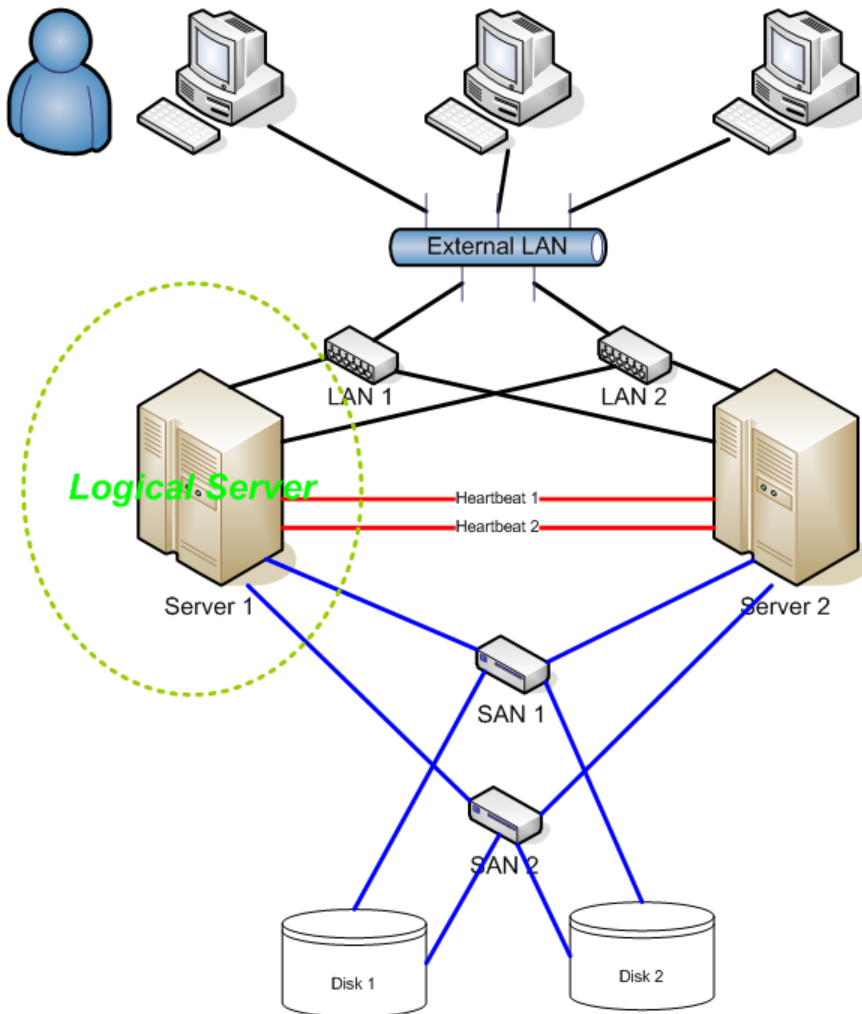 External LAN
LAN 1
LAN 2
Logical Server
Heartbeat 1
Heartbeat 2
Server 1
Server 2
SAN 1
SAN 2
Disk 1
Disk 2